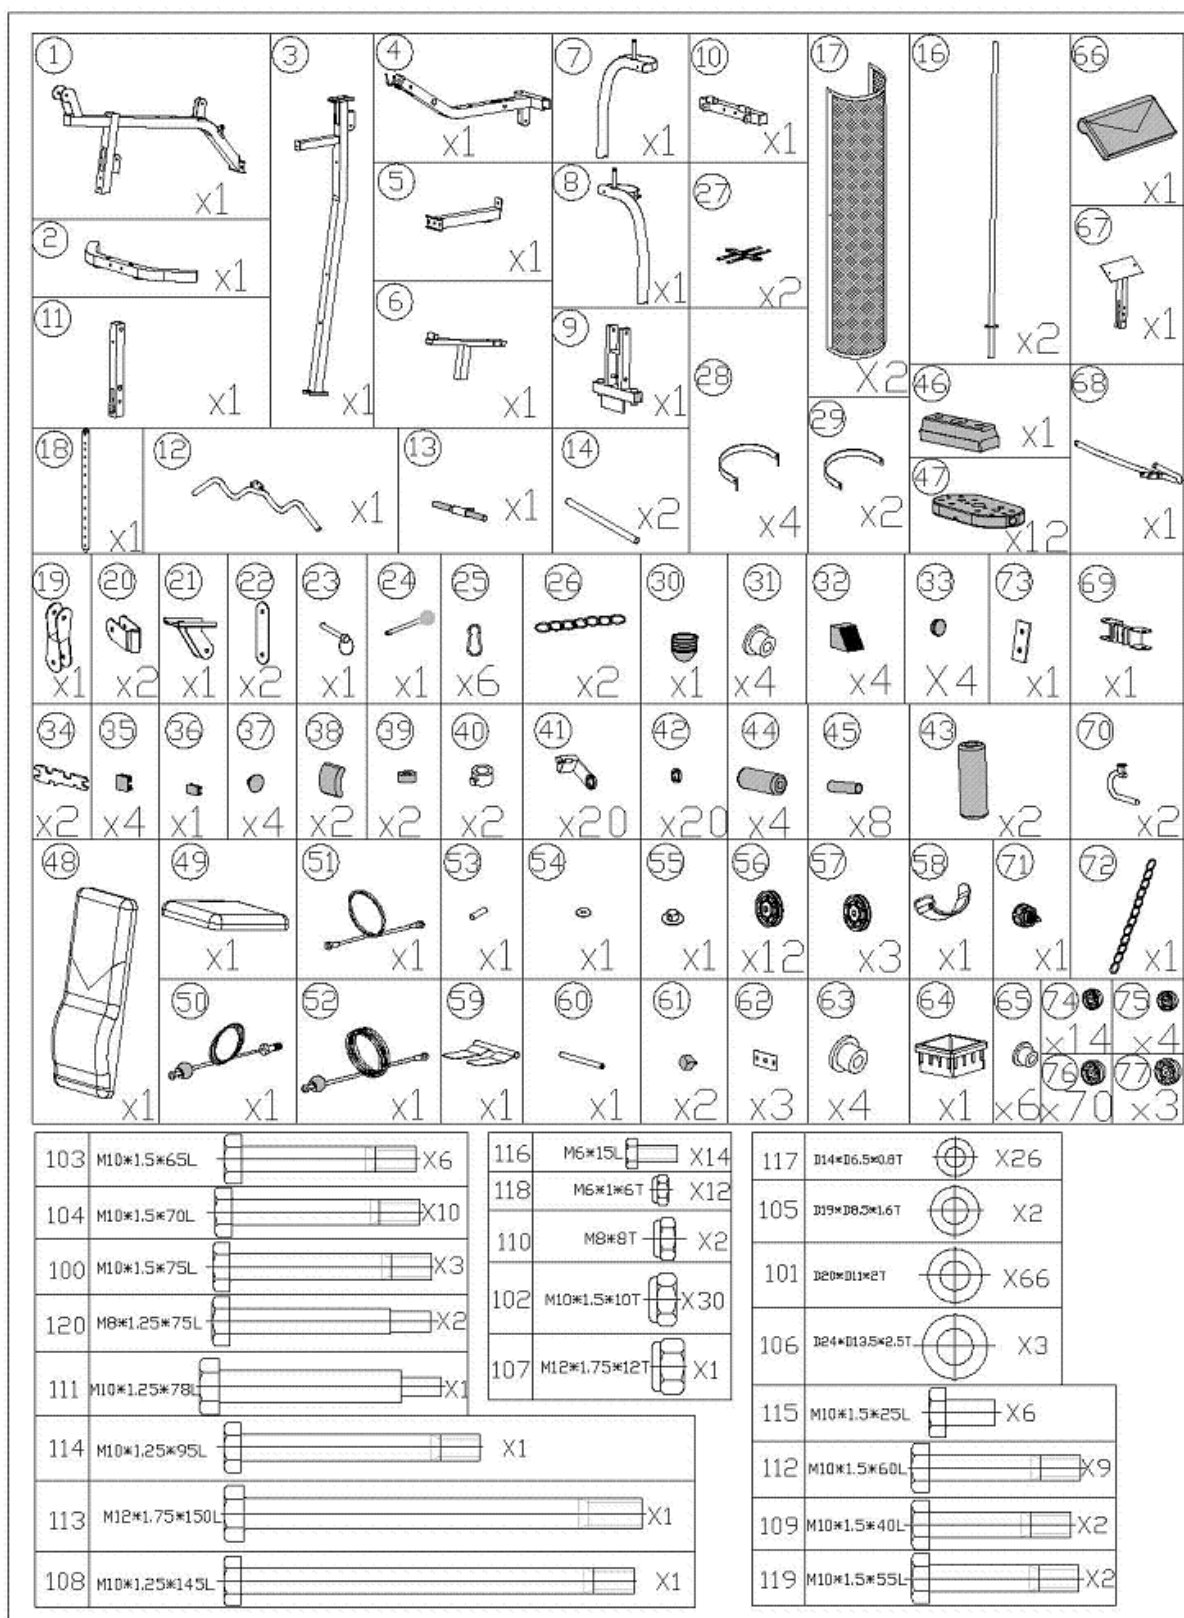 1 x1
3 x1
4 x1
7 x1
10 x1
17 X2
16 x2
66 x1
5 x1
8 x1
27 x2
2 x1
67 x1
11 x1
6 x1
9 x1
28 x4
46 x1
68 x1
29 x2
18 x1
12 x1
13 x1
14 x2
47 x12
19 x1
20 x2
21 x1
22 x2
23 x1
24 x1
25 x6
26 x2
30 x1
31 x4
32 x4
33 X4
73 x1
69 x1
34 x2
35 x4
36 x1
37 x4
38 x2
39 x2
40 x2
41 x20
42 x20
44 x4
45 x8
43 x2
70 x2
48 x1
49 x1
51 x1
53 x1
54 x1
55 x1
56 x12
57 x3
58 x1
71 x1
72 x1
50 x1
52 x1
59 x1
60 x1
61 x2
62 x3
63 x4
64 x1
65 x6
74 x14
75 x4
76 x70
77 x3
103 M10*1.5*65L X6
104 M10*1.5*70L X10
100 M10*1.5*75L X3
120 M8*1.25*75L X2
111 M10*1.25*78L X1
114 M10*1.25*95L X1
113 M12*1.75*150L X1
108 M10*1.25*145L X1
116 M6*15L X14
118 M6*1*6T X12
110 M8*8T X2
102 M10*1.5*10T X30
107 M12*1.75*12T X1
117 D14*D6.5*0.8T X26
105 D19*D8.5*1.6T X2
101 D20*D11*2T X66
106 D24*D13.5*2.5T X3
115 M10*1.5*25L X6
112 M10*1.5*60L X9
109 M10*1.5*40L X2
119 M10*1.5*55L X2